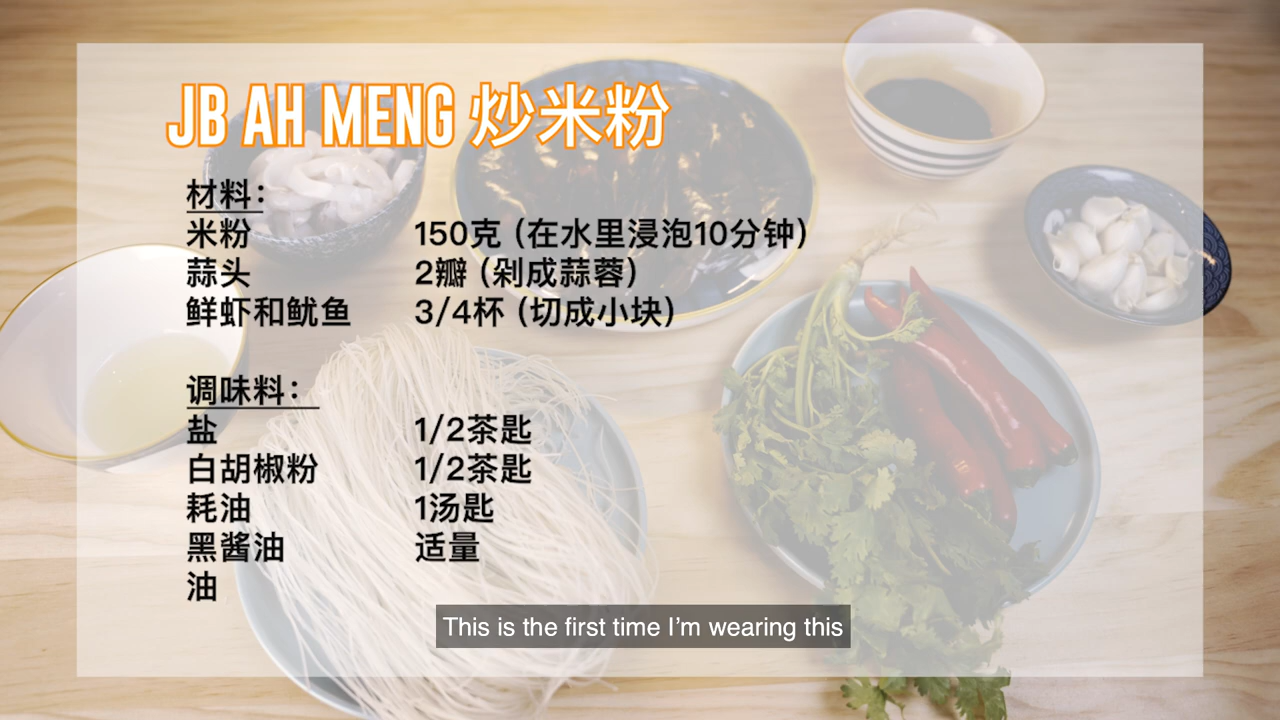 JB AH MENG 炒米粉
材料：
米粉 150克（在水里浸泡10分钟）
蒜头 2瓣（剁成蒜蓉）
鲜虾和鱿鱼 3/4杯（切成小块）
调味料：
盐 1/2茶匙
白胡椒粉 1/2茶匙
耗油 1汤匙
黑酱油 适量
油
This is the first time I’m wearing this